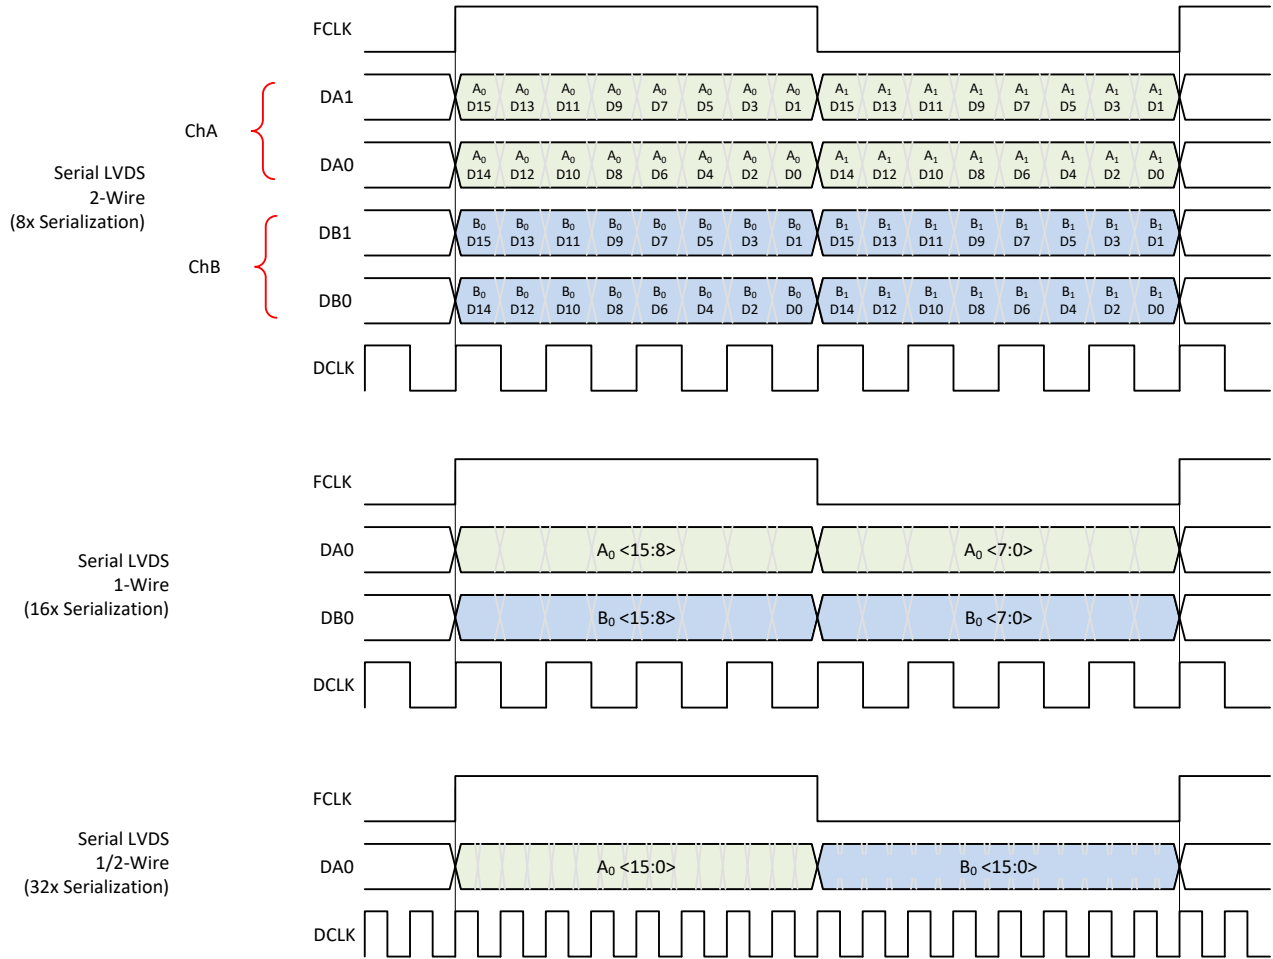 FCLK
DA1
A₀ A₀ A₀ A₀ A₀ A₀ A₀ A₀ A₁ A₁ A₁ A₁ A₁ A₁ A₁ A₁
D15 D13 D11 D9 D7 D5 D3 D1 D15 D13 D11 D9 D7 D5 D3 D1
ChA
DA0
A₀ A₀ A₀ A₀ A₀ A₀ A₀ A₀ A₁ A₁ A₁ A₁ A₁ A₁ A₁ A₁
D14 D12 D10 D8 D6 D4 D2 D0 D14 D12 D10 D8 D6 D4 D2 D0
Serial LVDS
2-Wire
(8x Serialization)
DB1
B₀ B₀ B₀ B₀ B₀ B₀ B₀ B₀ B₁ B₁ B₁ B₁ B₁ B₁ B₁ B₁
D15 D13 D11 D9 D7 D5 D3 D1 D15 D13 D11 D9 D7 D5 D3 D1
ChB
DB0
B₀ B₀ B₀ B₀ B₀ B₀ B₀ B₀ B₁ B₁ B₁ B₁ B₁ B₁ B₁ B₁
D14 D12 D10 D8 D6 D4 D2 D0 D14 D12 D10 D8 D6 D4 D2 D0
DCLK
FCLK
DA0 A₀ <15:8> A₀ <7:0>
Serial LVDS
1-Wire
(16x Serialization)
DB0 B₀ <15:8> B₀ <7:0>
DCLK
FCLK
Serial LVDS
1/2-Wire
(32x Serialization)
DA0 A₀ <15:0> B₀ <15:0>
DCLK